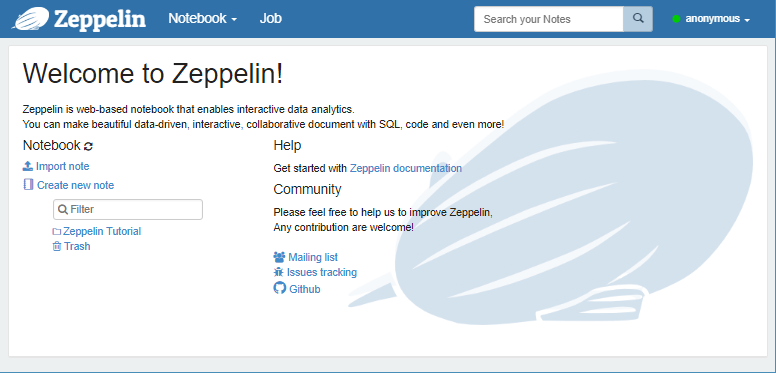 Zeppelin Notebook Job Search your Notes anonymous
Welcome to Zeppelin!
Zeppelin is web-based notebook that enables interactive data analytics.
You can make beautiful data-driven, interactive, collaborative document with SQL, code and even more!
Notebook
Import note
Create new note
Filter
Zeppelin Tutorial
Trash
Help
Get started with Zeppelin documentation
Community
Please feel free to help us to improve Zeppelin,
Any contribution are welcome!
Mailing list
Issues tracking
Github